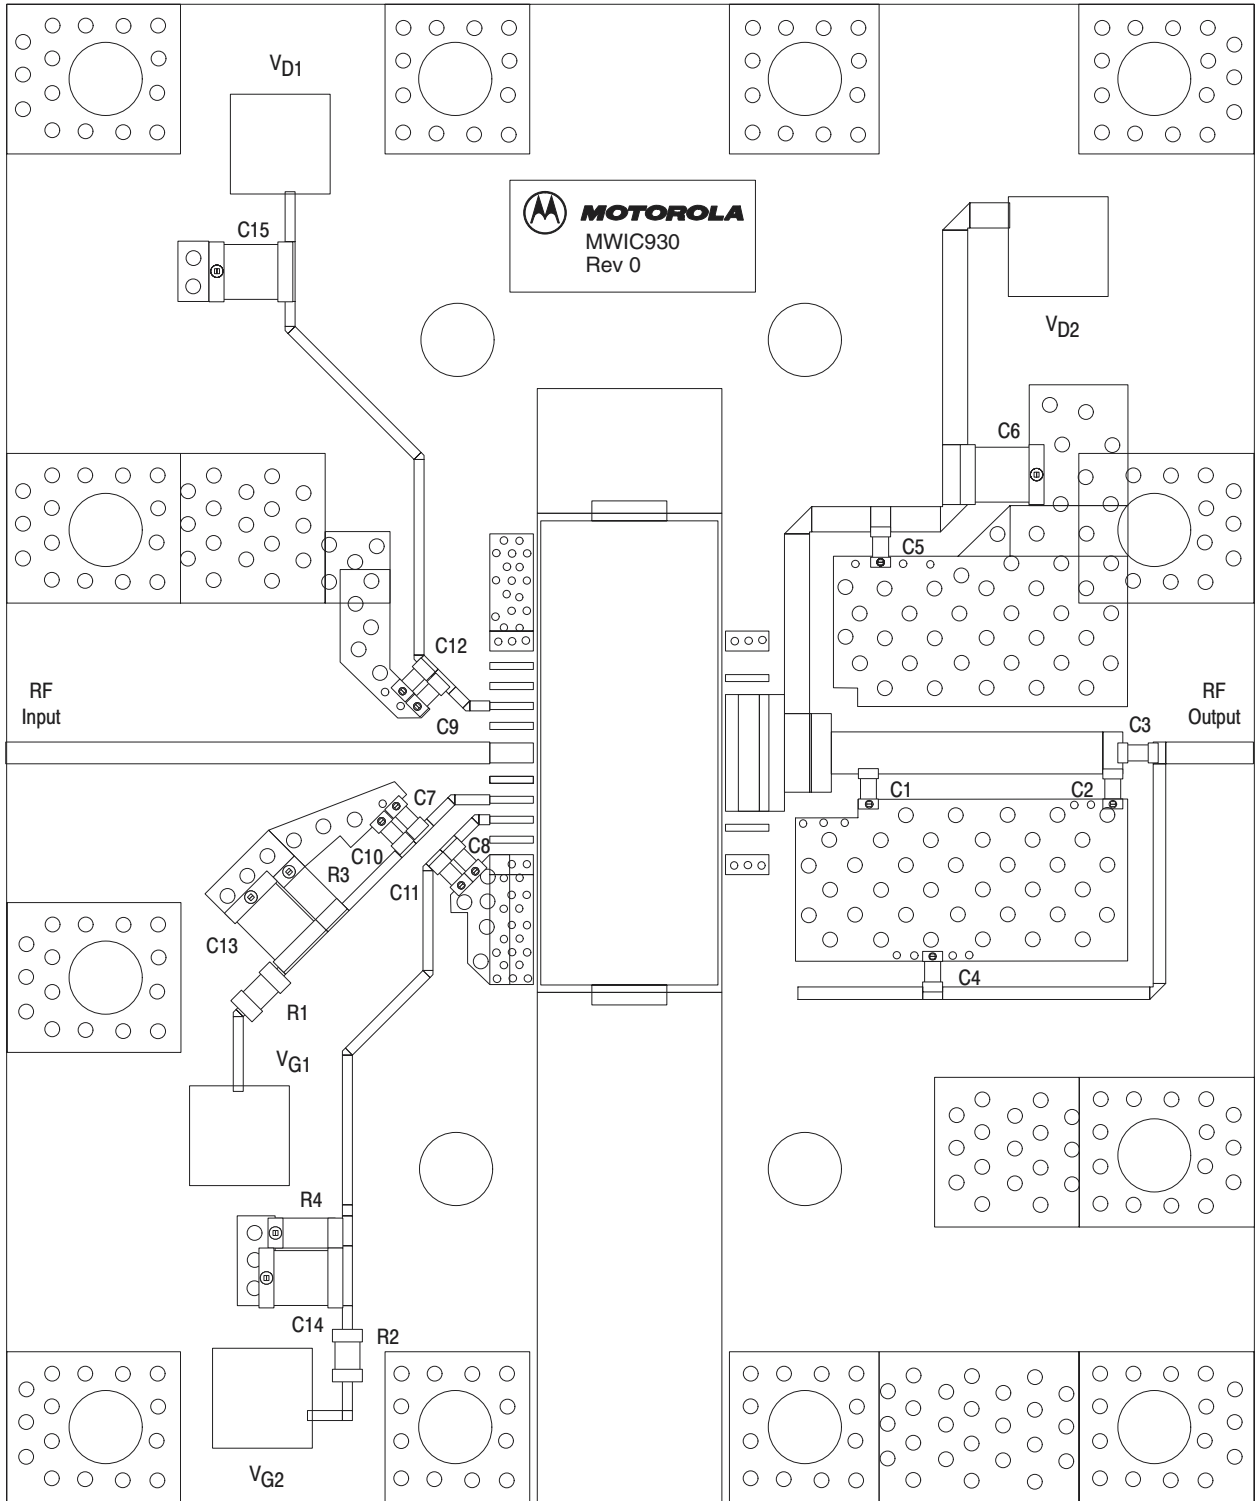 VD1
C15
MOTOROLA
MWIC930
Rev 0
VD2
C6
C5
C12
C9
RF
Input
RF
Output
C3
C1
C2
C7
C10
C8
R3
C11
C13
C4
R1
VG1
R4
C14
R2
VG2